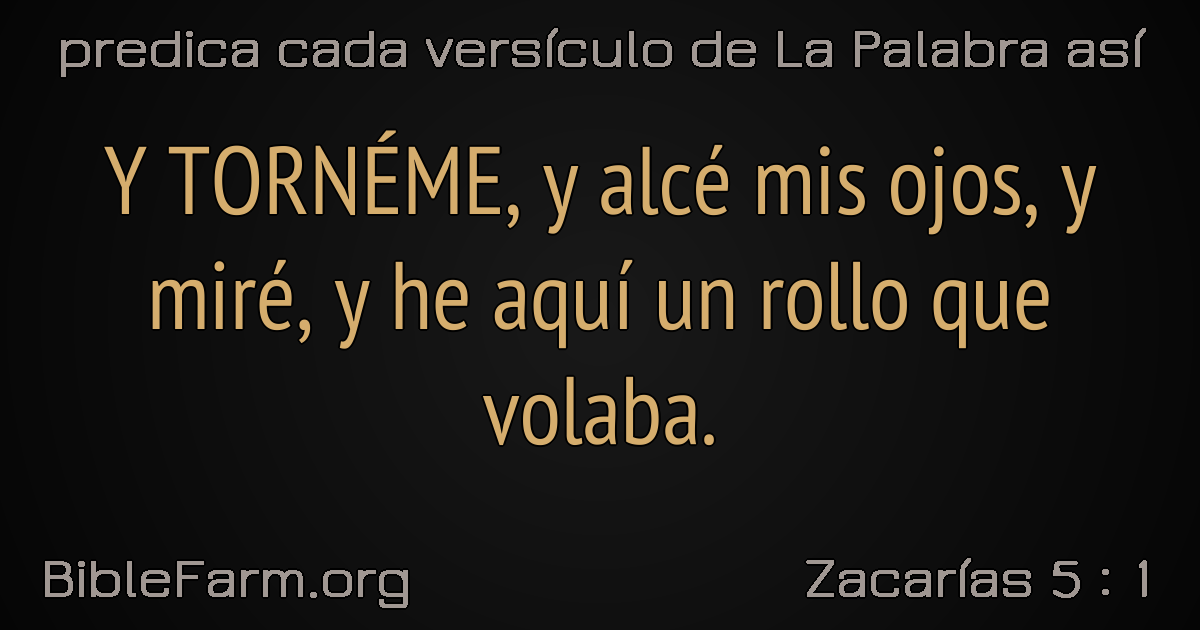 predica cada versículo de La Palabra así
Y TORNÉME, y alcé mis ojos, y
miré, y he aquí un rollo que
volaba.
BibleFarm.org
Zacarías 5 : 1